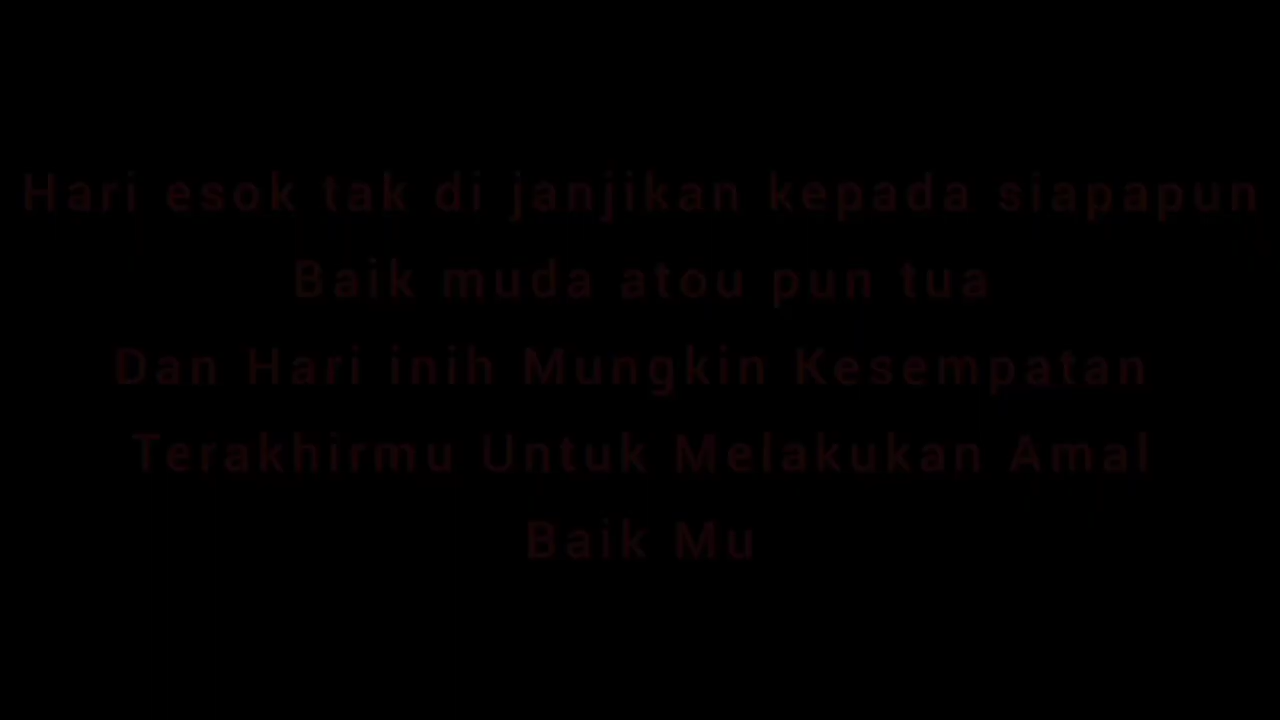 Hari esok tak di janjikan kepada siapapun
Baik muda atou pun tua
Dan Hari inih Mungkin Kesempatan
Terakhirmu Untuk Melakukan Amal
Baik Mu